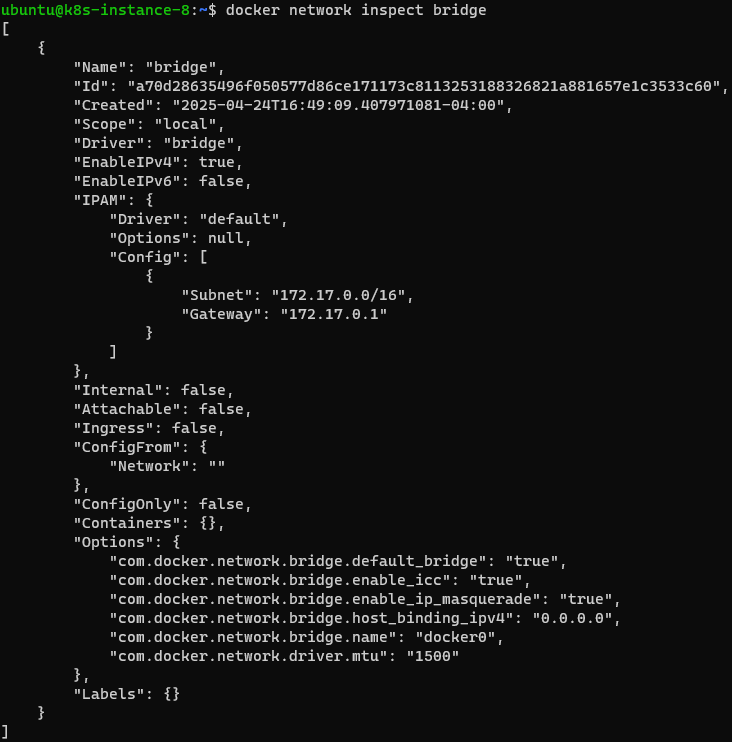 ubuntu@k8s-instance-8:~$ docker network inspect bridge
[
    {
        "Name": "bridge",
        "Id": "a70d28635496f050577d86ce171173c8113253188326821a881657e1c3533c60",
        "Created": "2025-04-24T16:49:09.407971081-04:00",
        "Scope": "local",
        "Driver": "bridge",
        "EnableIPv4": true,
        "EnableIPv6": false,
        "IPAM": {
            "Driver": "default",
            "Options": null,
            "Config": [
                {
                    "Subnet": "172.17.0.0/16",
                    "Gateway": "172.17.0.1"
                }
            ]
        },
        "Internal": false,
        "Attachable": false,
        "Ingress": false,
        "ConfigFrom": {
            "Network": ""
        },
        "ConfigOnly": false,
        "Containers": {},
        "Options": {
            "com.docker.network.bridge.default_bridge": "true",
            "com.docker.network.bridge.enable_icc": "true",
            "com.docker.network.bridge.enable_ip_masquerade": "true",
            "com.docker.network.bridge.host_binding_ipv4": "0.0.0.0",
            "com.docker.network.bridge.name": "docker0",
            "com.docker.network.driver.mtu": "1500"
        },
        "Labels": {}
    }
]